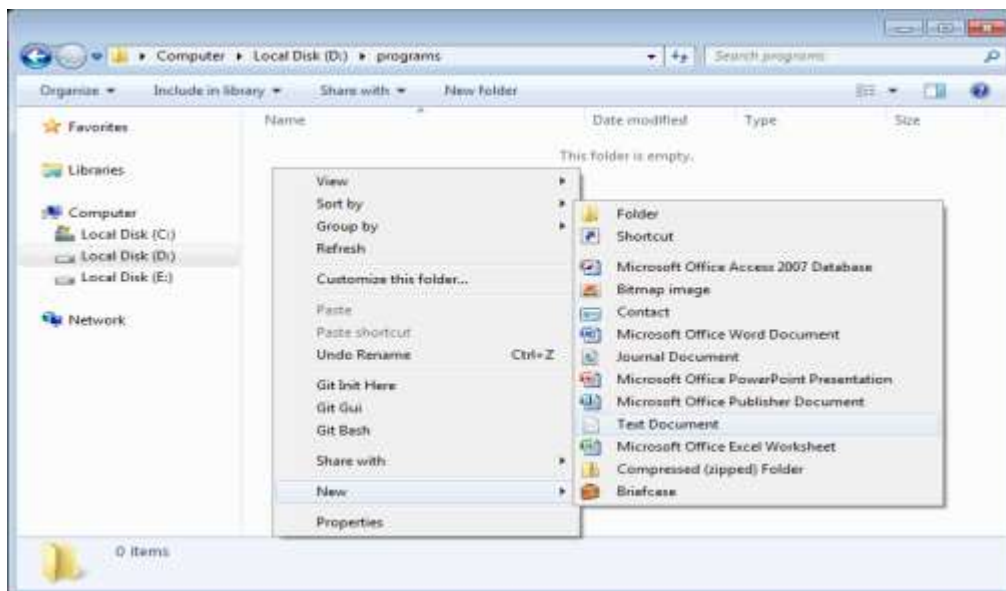 Computer ▸ Local Disk (D:) ▸ programs
Search programs
Organize Include in library Share with New folder
Favorites
Libraries
Computer
Local Disk (C:)
Local Disk (D:)
Local Disk (E:)
Network
Name Date modified Type Size
This folder is empty.
View
Sort by
Group by
Refresh
Customize this folder...
Paste
Paste shortcut
Undo Rename Ctrl+Z
Git Init Here
Git Gui
Git Bash
Share with
New
Properties
Folder
Shortcut
Microsoft Office Access 2007 Database
Bitmap image
Contact
Microsoft Office Word Document
Journal Document
Microsoft Office PowerPoint Presentation
Microsoft Office Publisher Document
Text Document
Microsoft Office Excel Worksheet
Compressed (zipped) Folder
Briefcase
0 items